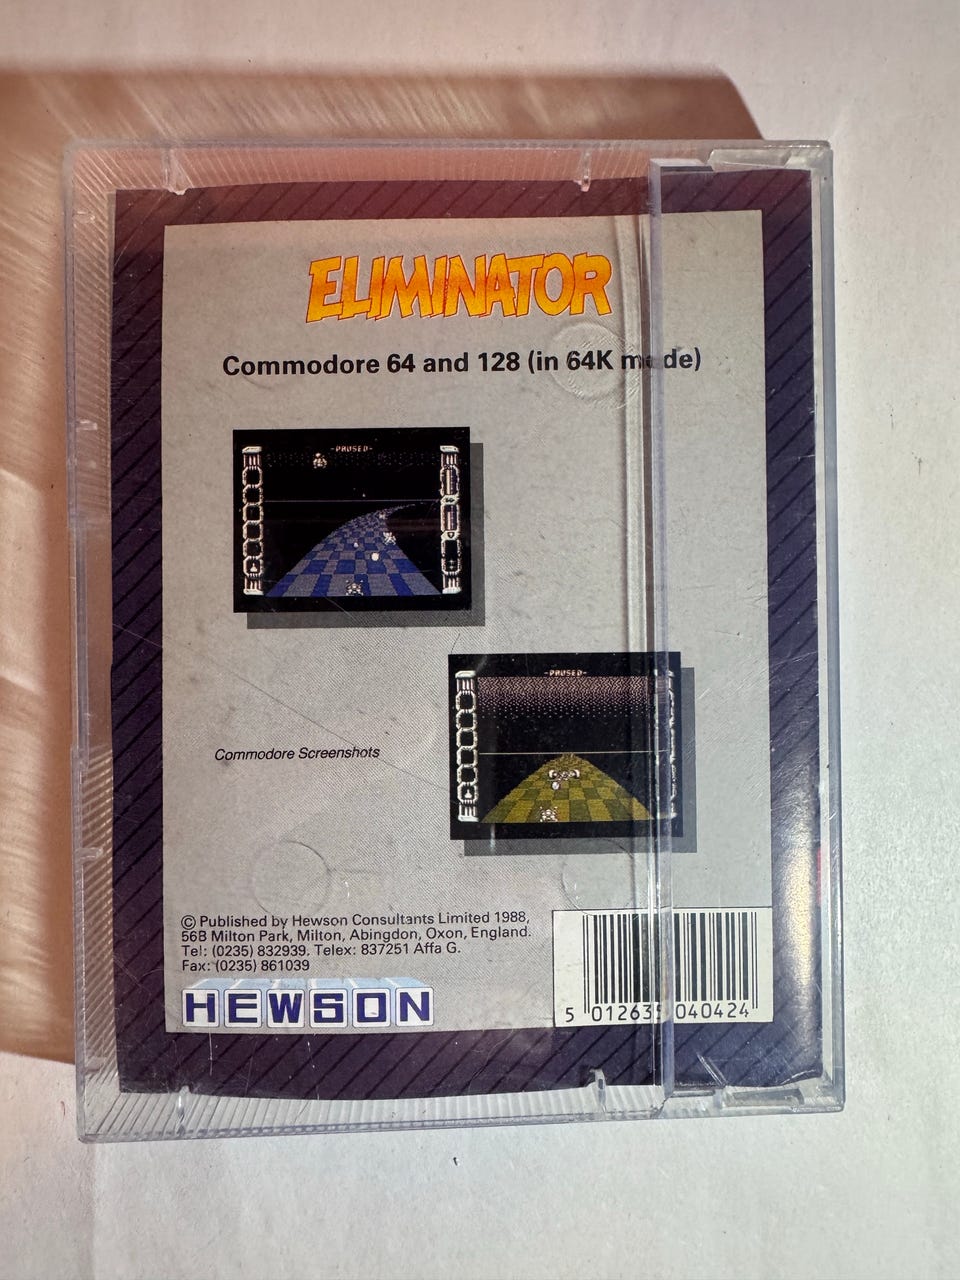 ELIMINATOR
Commodore 64 and 128 (in 64K mode)
-PAUSED-
-PAUSED-
Commodore Screenshots
© Published by Hewson Consultants Limited 1988,
56B Milton Park, Milton, Abingdon, Oxon, England.
Tel: (0235) 832939. Telex: 837251 Affa G.
Fax: (0235) 861039
HEWSON
5 012635 040424